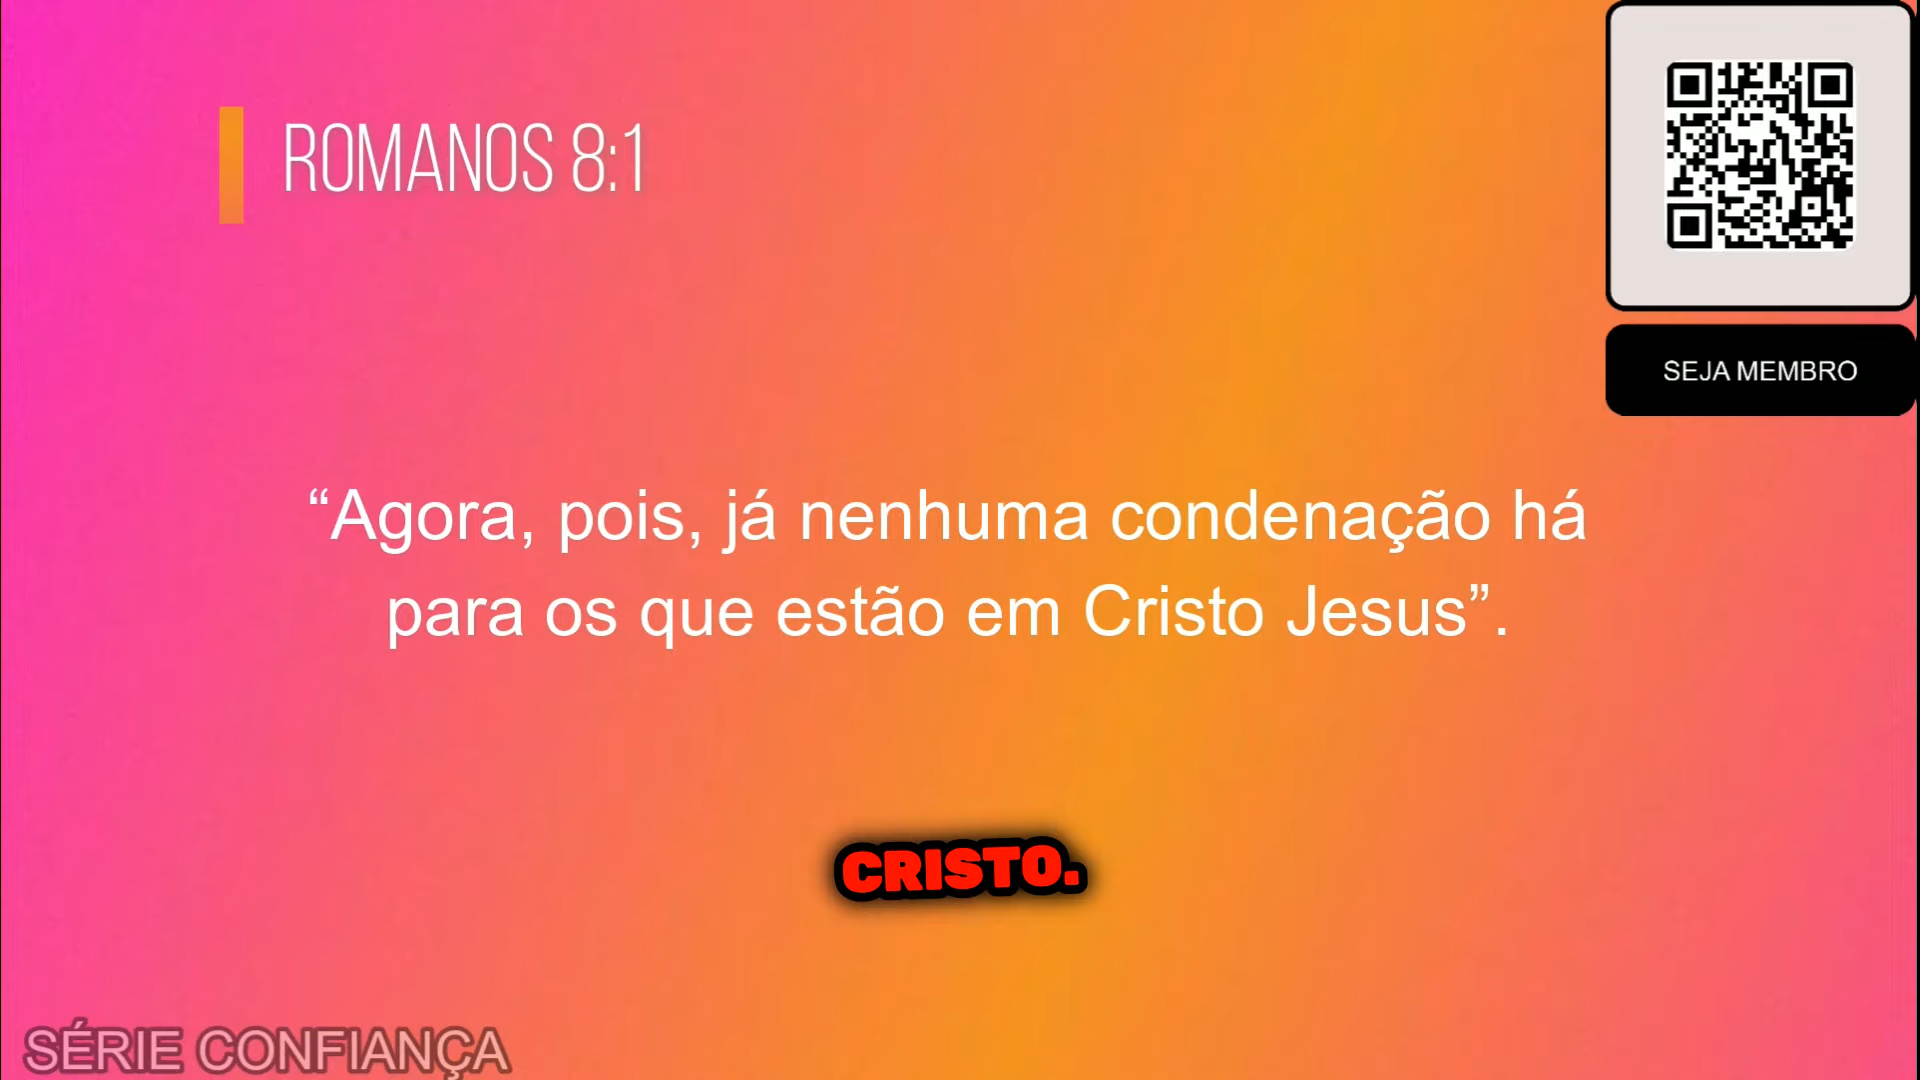 ROMANOS 8:1
SEJA MEMBRO
“Agora, pois, já nenhuma condenação há
para os que estão em Cristo Jesus”.
CRISTO.
SÉRIE CONFIANÇA